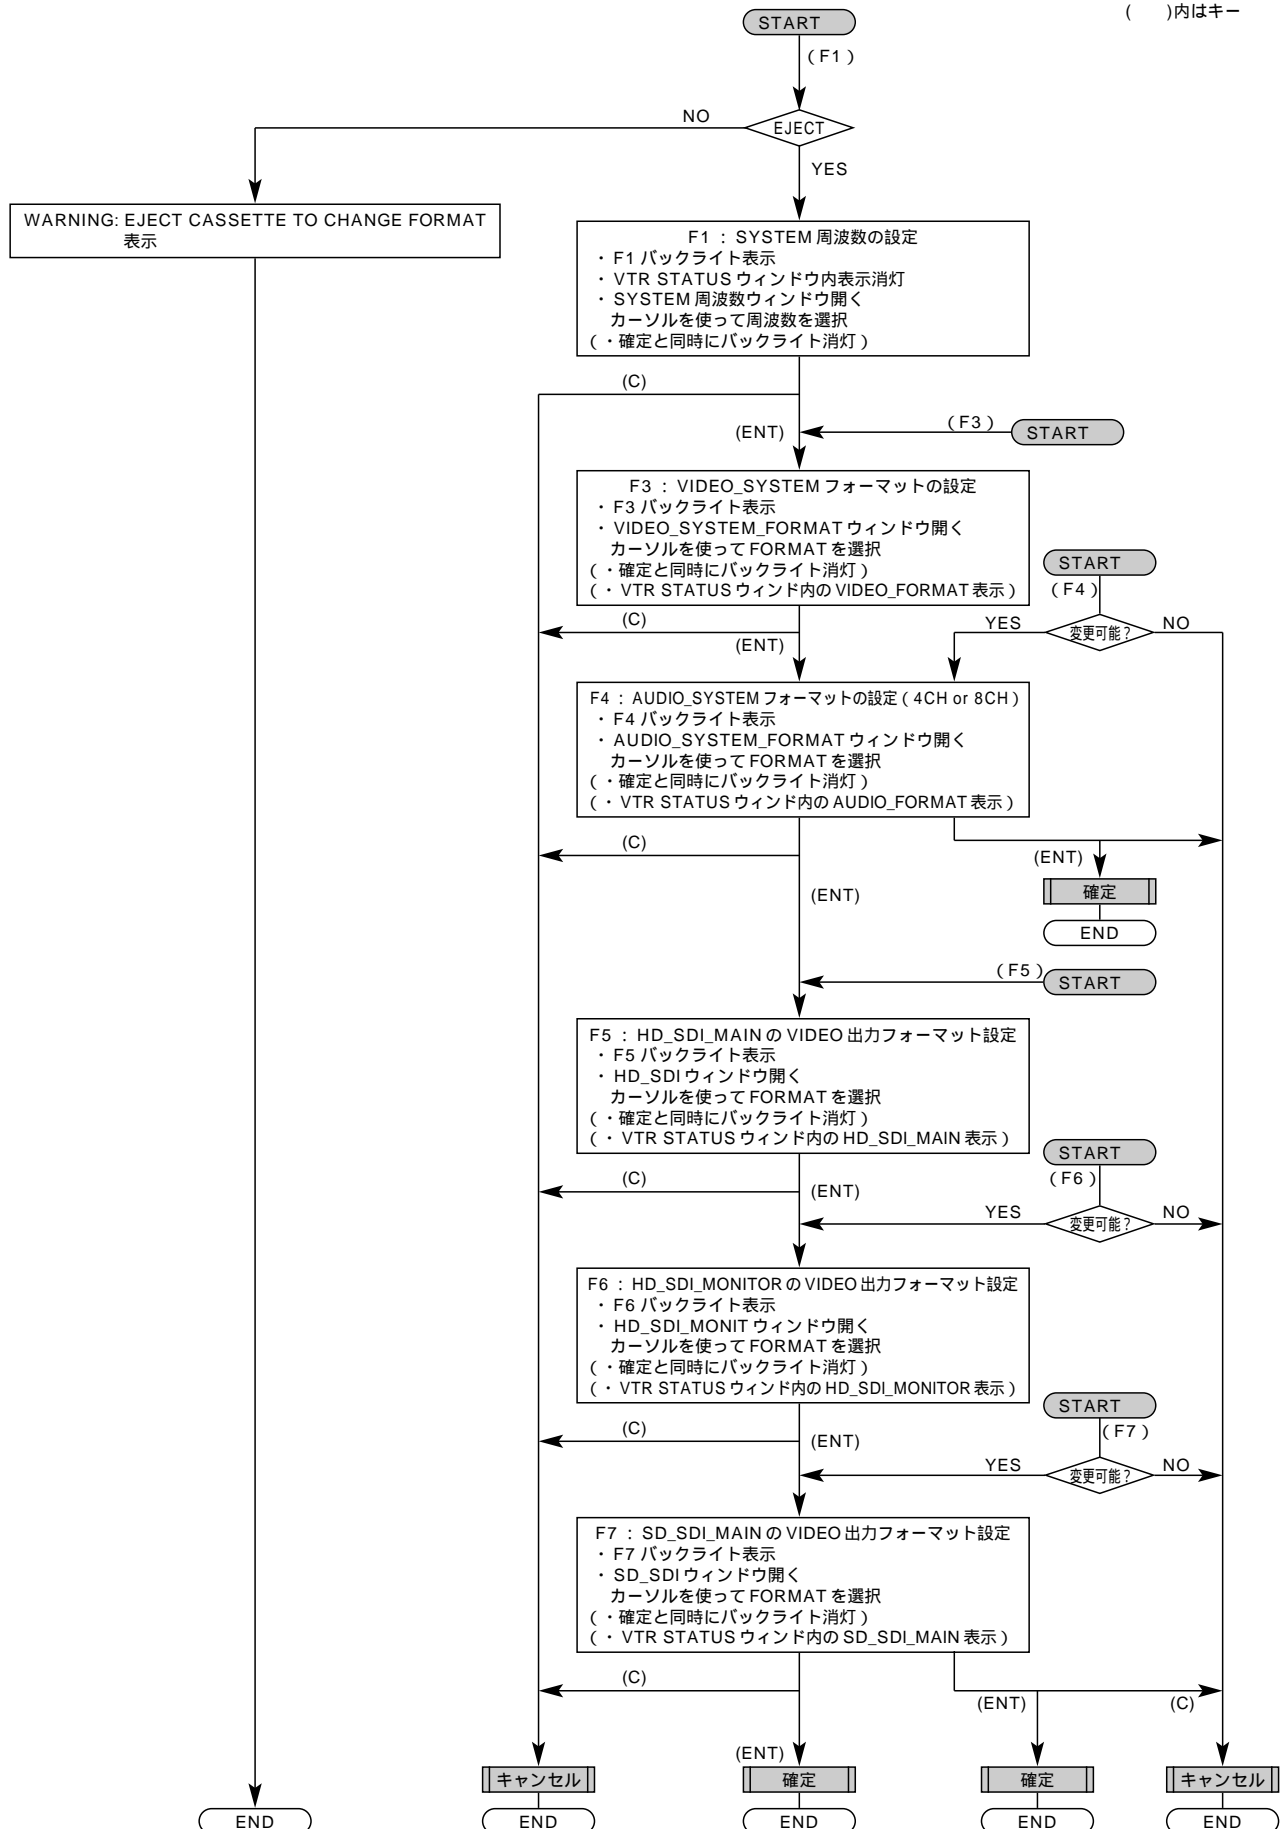 START
(　　)内はキー
(F1)
NO
EJECT
YES
WARNING: EJECT CASSETTE TO CHANGE FORMAT
表示
F1 : SYSTEM 周波数の設定
・F1 バックライト表示
・VTR STATUS ウィンドウ内表示消灯
・SYSTEM 周波数ウィンドウ開く
カーソルを使って周波数を選択
(・確定と同時にバックライト消灯)
(C)
(ENT)
(F3)
START
F3 : VIDEO_SYSTEM フォーマットの設定
・F3 バックライト表示
・VIDEO_SYSTEM_FORMAT ウィンドウ開く
カーソルを使って FORMAT を選択
(・確定と同時にバックライト消灯)
(・VTR STATUS ウィンド内の VIDEO_FORMAT 表示)
START
(F4)
(C)
(ENT)
YES
変更可能?
NO
F4 : AUDIO_SYSTEM フォーマットの設定(4CH or 8CH)
・F4 バックライト表示
・AUDIO_SYSTEM_FORMAT ウィンドウ開く
カーソルを使って FORMAT を選択
(・確定と同時にバックライト消灯)
(・VTR STATUS ウィンド内の AUDIO_FORMAT 表示)
(C)
(ENT)
(ENT)
確定
END
(F5)
START
F5 : HD_SDI_MAIN の VIDEO 出力フォーマット設定
・F5 バックライト表示
・HD_SDI ウィンドウ開く
カーソルを使って FORMAT を選択
(・確定と同時にバックライト消灯)
(・VTR STATUS ウィンド内の HD_SDI_MAIN 表示)
START
(F6)
(C)
(ENT)
YES
変更可能?
NO
F6 : HD_SDI_MONITOR の VIDEO 出力フォーマット設定
・F6 バックライト表示
・HD_SDI_MONIT ウィンドウ開く
カーソルを使って FORMAT を選択
(・確定と同時にバックライト消灯)
(・VTR STATUS ウィンド内の HD_SDI_MONITOR 表示)
START
(F7)
(C)
(ENT)
YES
変更可能?
NO
F7 : SD_SDI_MAIN の VIDEO 出力フォーマット設定
・F7 バックライト表示
・SD_SDI ウィンドウ開く
カーソルを使って FORMAT を選択
(・確定と同時にバックライト消灯)
(・VTR STATUS ウィンド内の SD_SDI_MAIN 表示)
(C)
(ENT)
(C)
(ENT)
キャンセル
確定
確定
キャンセル
END
END
END
END
END